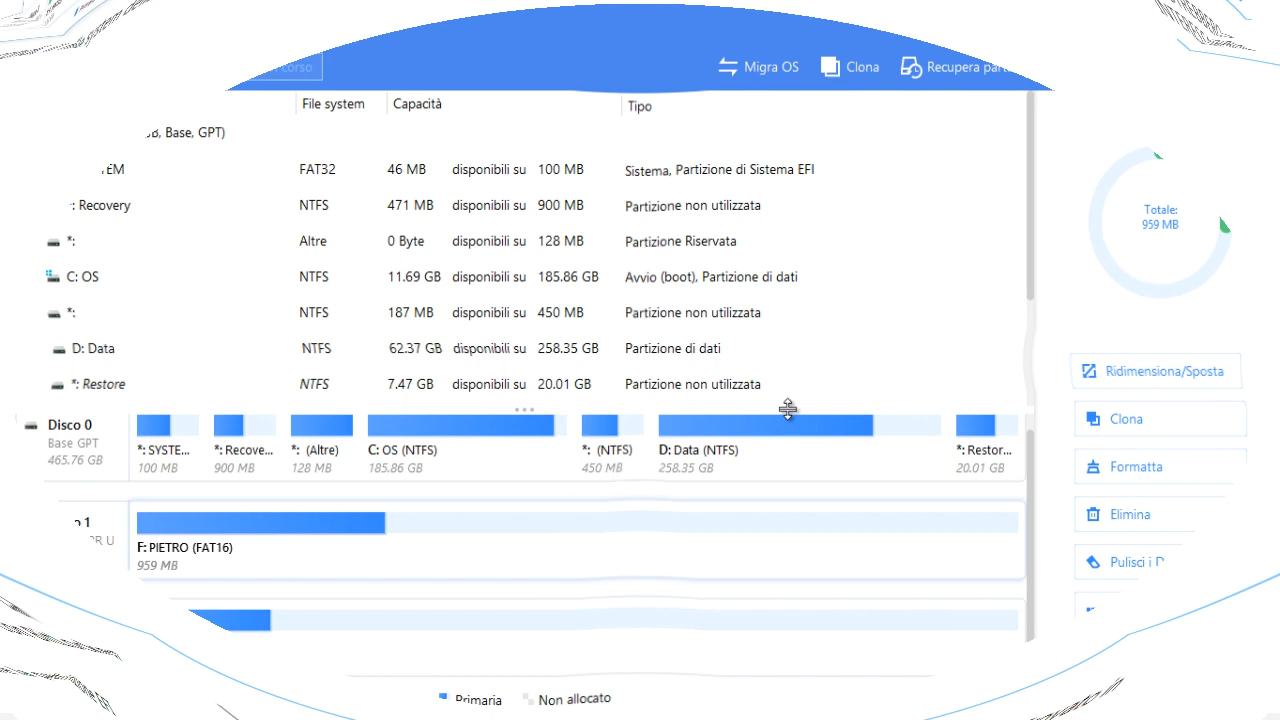 corso Migra OS Clona Recupera
File system Capacità Tipo
Base, GPT)
EM FAT32 46 MB disponibili su 100 MB Sistema, Partizione di Sistema EFI
: Recovery NTFS 471 MB disponibili su 900 MB Partizione non utilizzata
*: Altre 0 Byte disponibili su 128 MB Partizione Riservata
C: OS NTFS 11.69 GB disponibili su 185.86 GB Avvio (boot), Partizione di dati
*: NTFS 187 MB disponibili su 450 MB Partizione non utilizzata
D: Data NTFS 62.37 GB disponibili su 258.35 GB Partizione di dati
*: Restore NTFS 7.47 GB disponibili su 20.01 GB Partizione non utilizzata
Totale:
959 MB
Ridimensiona/Sposta
Clona
Formatta
Elimina
Pulisci i
Disco 0
Base GPT
465.76 GB
*: SYSTE... *: Recove... *: (Altre) C: OS (NTFS) *: (NTFS) D: Data (NTFS) *: Restor...
100 MB 900 MB 128 MB 185.86 GB 450 MB 258.35 GB 20.01 GB
1
F: PIETRO (FAT16)
959 MB
Primaria Non allocato